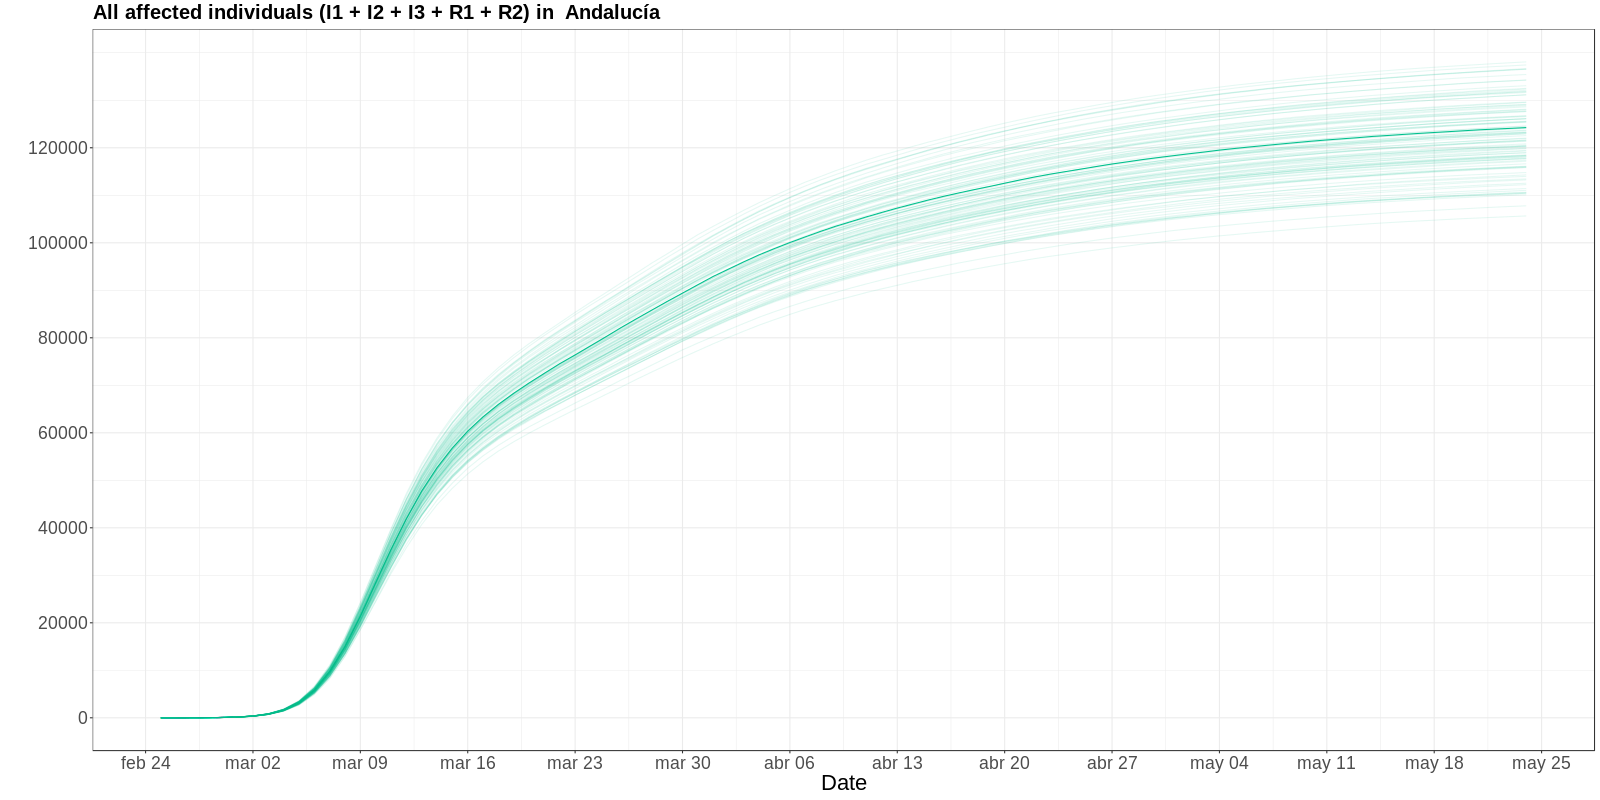 All affected individuals (I1 + I2 + I3 + R1 + R2) in  Andalucía
120000
100000
80000
60000
40000
20000
0
feb 24 mar 02 mar 09 mar 16 mar 23 mar 30 abr 06 abr 13 abr 20 abr 27 may 04 may 11 may 18 may 25
Date